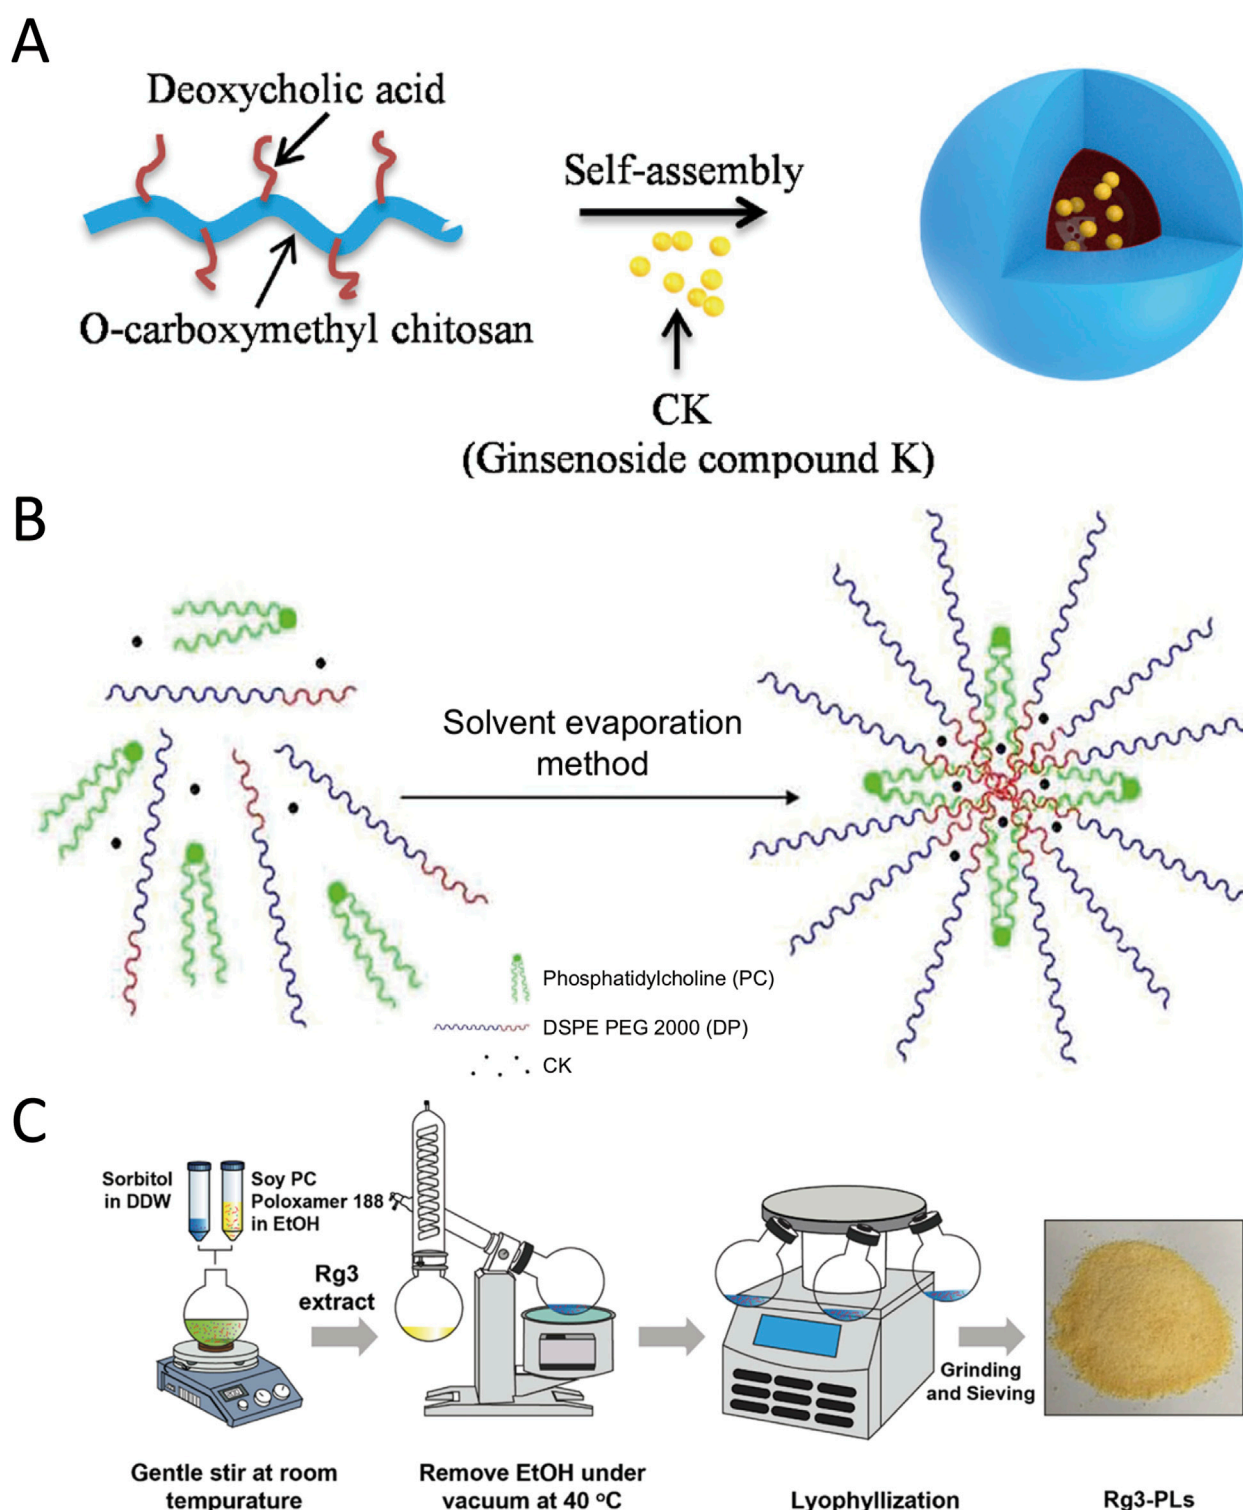 A
Deoxycholic acid
Self-assembly
O-carboxymethyl chitosan
CK
(Ginsenoside compound K)
B
Solvent evaporation
method
Phosphatidylcholine (PC)
DSPE PEG 2000 (DP)
CK
C
Sorbitol
in DDW
Soy PC
Poloxamer 188
in EtOH
Rg3
extract
Grinding
and Sieving
Gentle stir at room
tempurature
Remove EtOH under
vacuum at 40 °C
Lyophyllization
Rg3-PLs